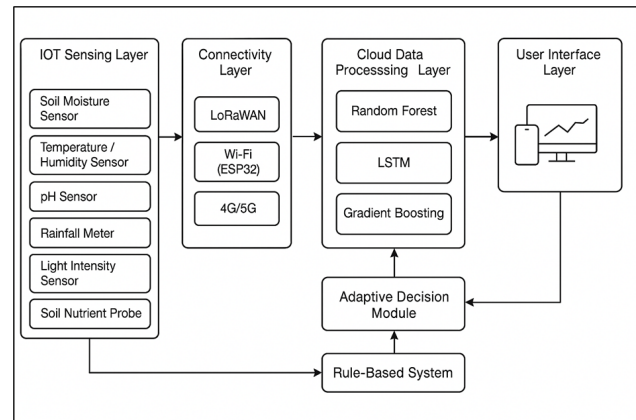 IOT Sensing Layer
Soil Moisture
Sensor
Temperature /
Humidity Sensor
pH Sensor
Rainfall Meter
Light Intensity
Sensor
Soil Nutrient Probe
Connectivity
Layer
LoRaWAN
Wi-Fi
(ESP32)
4G/5G
Cloud Data
Processsing Layer
Random Forest
LSTM
Gradient Boosting
User Interface
Layer
Adaptive Decision
Module
Rule-Based System